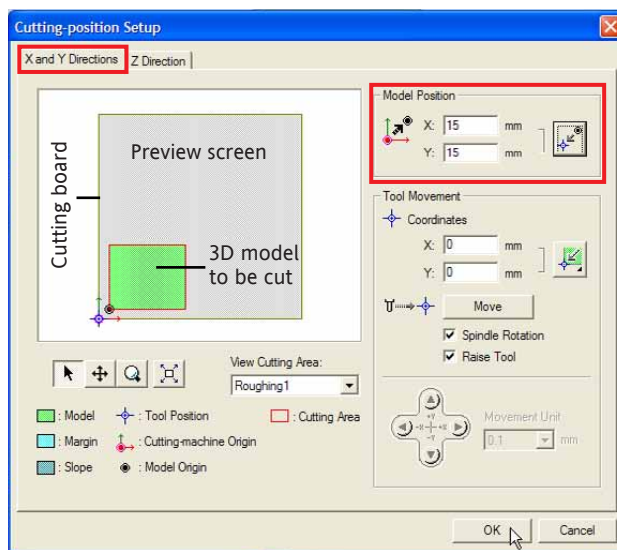 Cutting-position Setup
X and Y Directions
Z Direction
Cutting board
Preview screen
3D model
to be cut
Model Position
X: 15 mm
Y: 15 mm
Tool Movement
Coordinates
X: 0 mm
Y: 0 mm
Move
Spindle Rotation
Raise Tool
View Cutting Area:
Roughing1
: Model
: Tool Position
: Cutting Area
: Margin
: Cutting-machine Origin
: Slope
: Model Origin
+Y
-X
+X
-Y
Movement Unit
0.1 mm
OK
Cancel